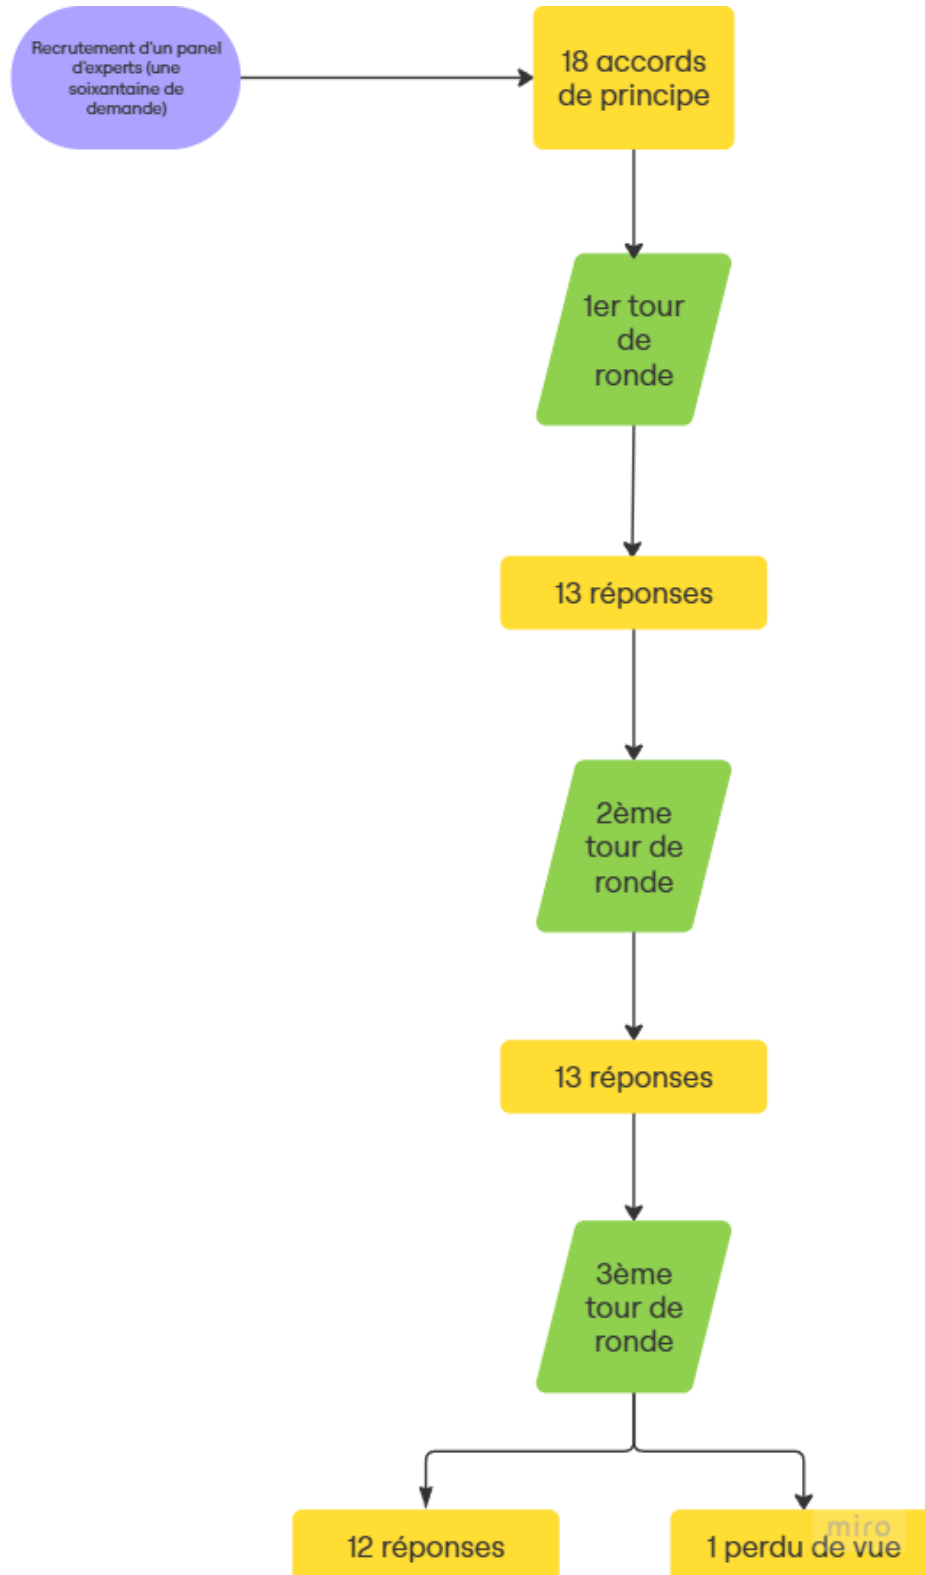 Recrutement d'un panel
d'experts (une
soixantaine de
demande)
18 accords
de principe
1er tour
de
ronde
13 réponses
2ème
tour de
ronde
13 réponses
3ème
tour de
ronde
12 réponses
1 perdu de vue
miro